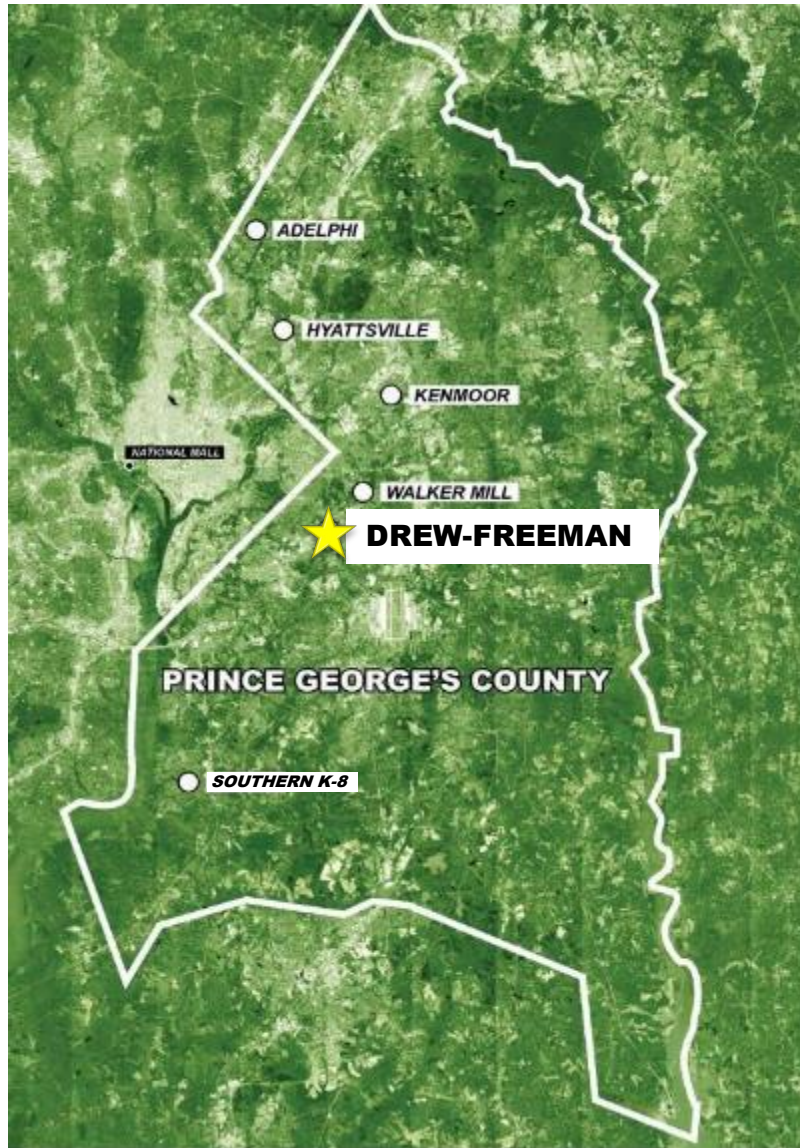 ADELPHI
HYATTSVILLE
KENMOOR
NATIONAL MALL
WALKER MILL
DREW-FREEMAN
PRINCE GEORGE'S COUNTY
SOUTHERN K-8